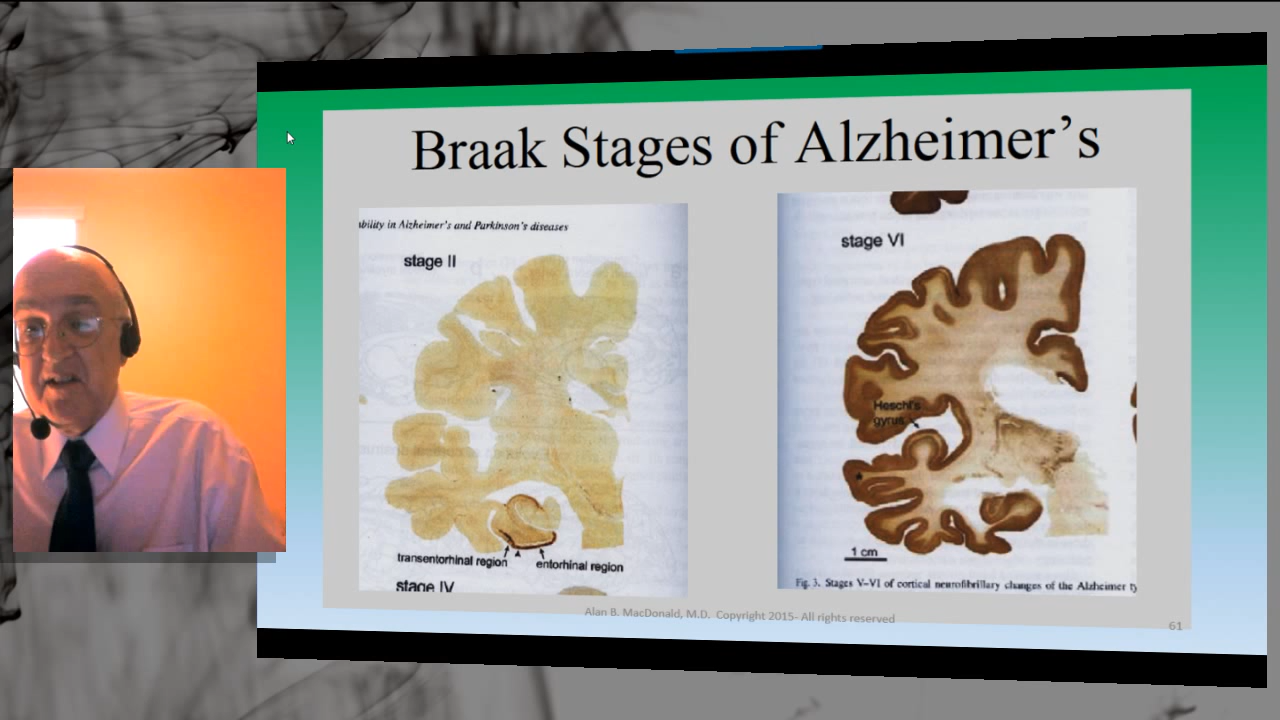 Braak Stages of Alzheimer's
bility in Alzheimer's and Parkinson's diseases
stage II
transentorhinal region
entorhinal region
stage IV
stage VI
Heschl's
gyrus
1 cm
Fig. 3. Stages V–VI of cortical neurofibrillary changes of the Alzheimer
Alan B. MacDonald, M.D. Copyright 2015- All rights reserved
61